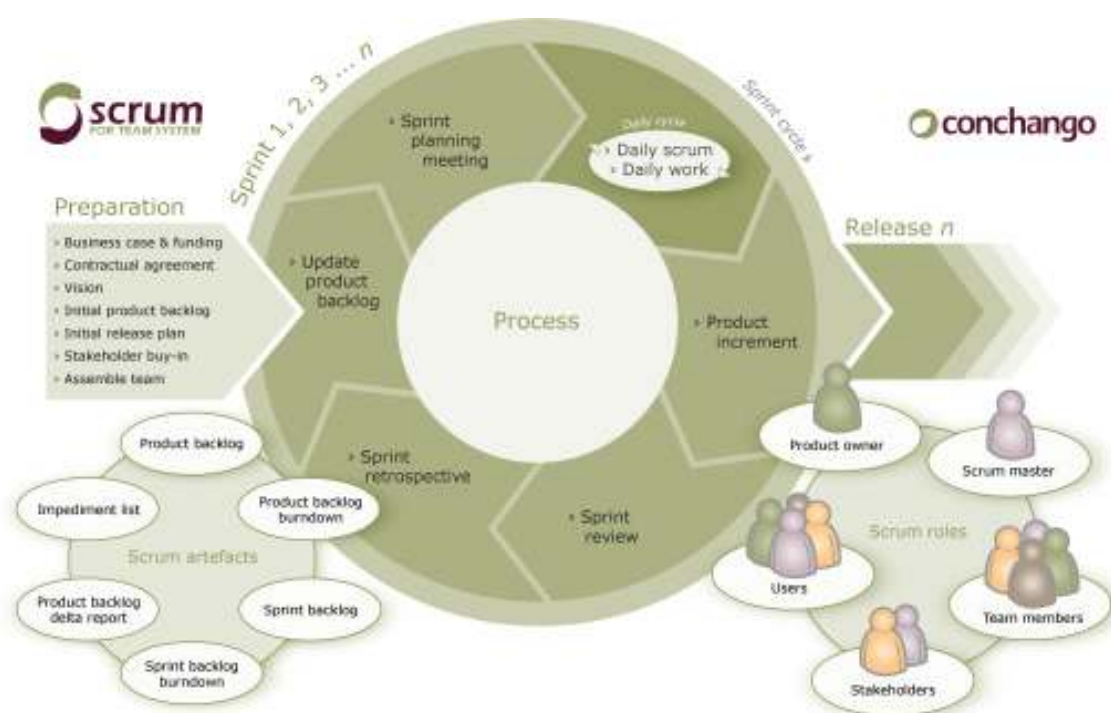 scrum
FOR TEAM SYSTEM
conchango
Sprint 1, 2, 3 ... n
Sprint cycle s
Preparation
› Business case & funding
› Contractual agreement
› Vision
› Initial product backlog
› Initial release plan
› Stakeholder buy-in
› Assemble team
› Sprint
planning
meeting
Daily cycle
› Daily scrum
› Daily work
› Update
product
backlog
Process
› Product
increment
› Sprint
retrospective
› Sprint
review
Release n
Product backlog
Impediment list
Product backlog
burndown
Scrum artefacts
Product backlog
delta report
Sprint backlog
Sprint backlog
burndown
Product owner
Scrum master
Scrum roles
Users
Team members
Stakeholders